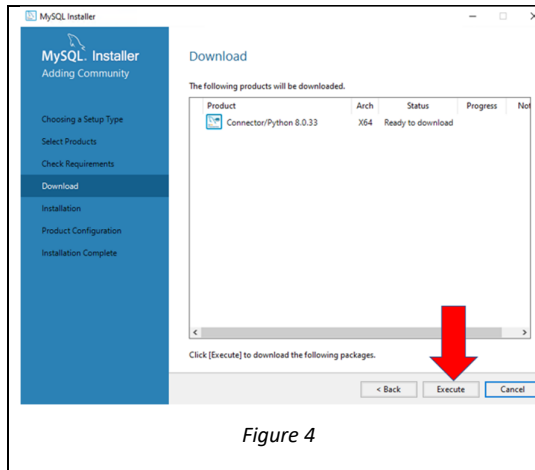 MySQL Installer
MySQL. Installer
Adding Community
Choosing a Setup Type
Select Products
Check Requirements
Download
Installation
Product Configuration
Installation Complete
Download
The following products will be downloaded.
Product Arch Status Progress Not
Connector/Python 8.0.33 X64 Ready to download
Click [Execute] to download the following packages.
< Back Execute Cancel
Figure 4